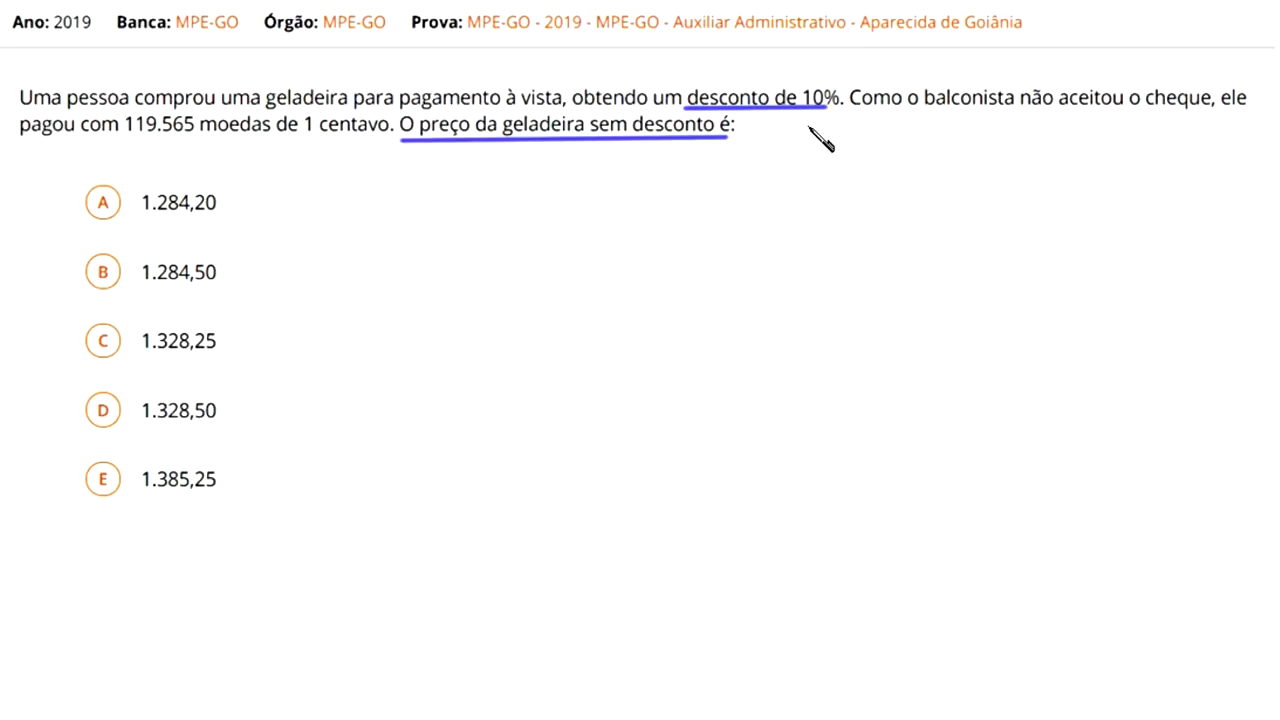 Ano: 2019 Banca: MPE-GO Órgão: MPE-GO Prova: MPE-GO - 2019 - MPE-GO - Auxiliar Administrativo - Aparecida de Goiânia
Uma pessoa comprou uma geladeira para pagamento à vista, obtendo um desconto de 10%. Como o balconista não aceitou o cheque, ele
pagou com 119.565 moedas de 1 centavo. O preço da geladeira sem desconto é:
A 1.284,20
B 1.284,50
C 1.328,25
D 1.328,50
E 1.385,25